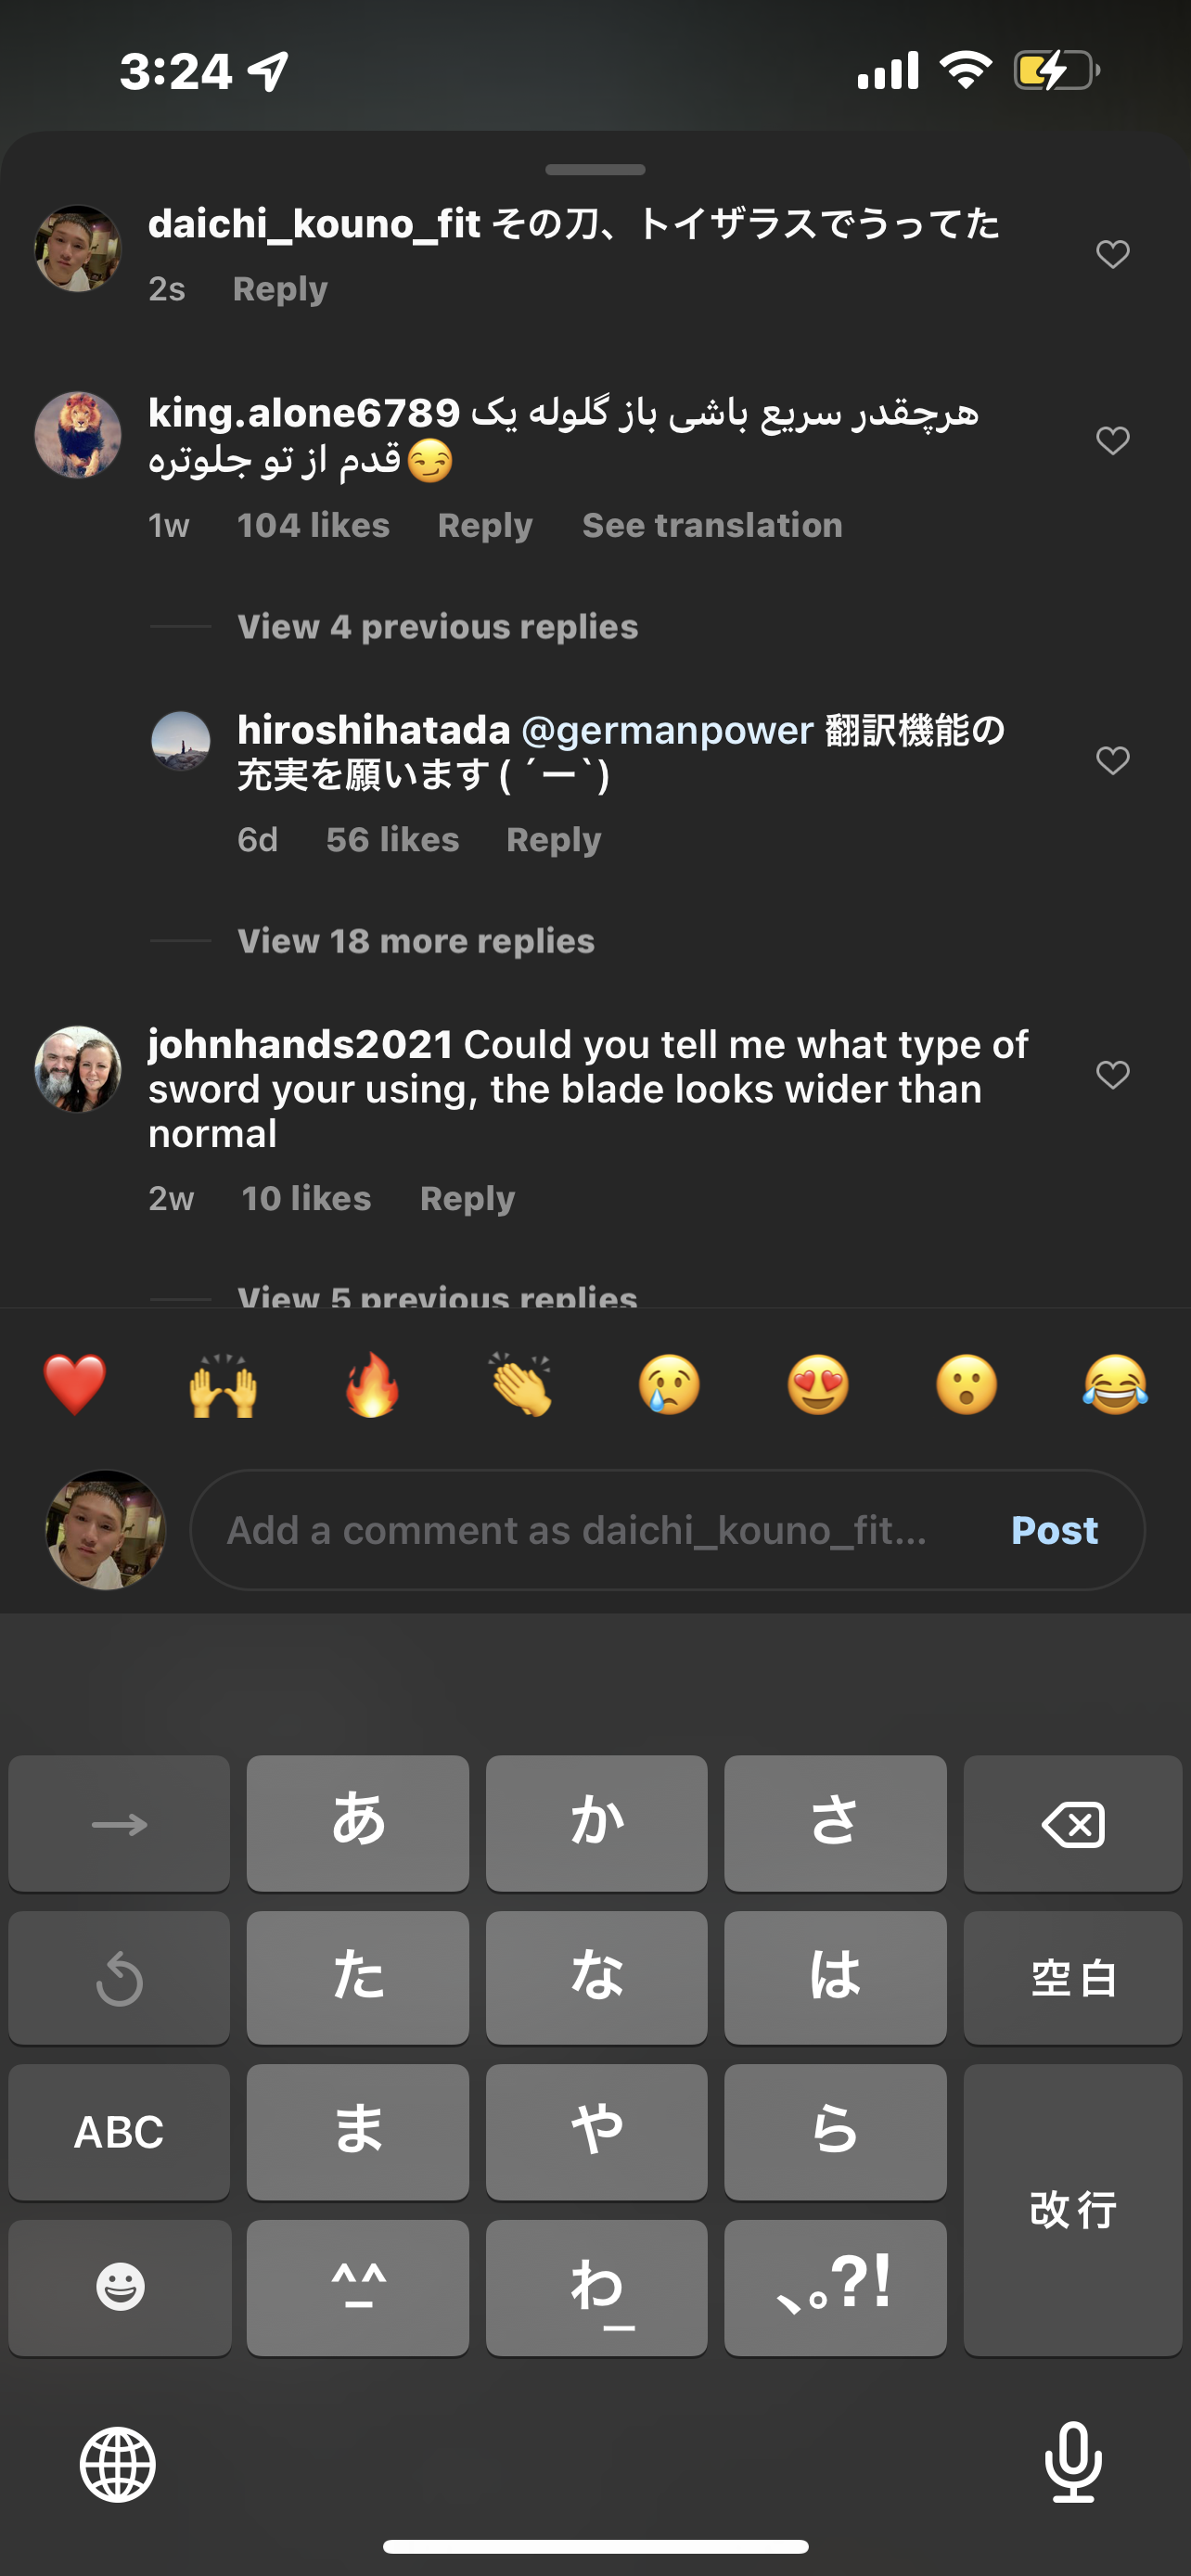 3:24
daichi_kouno_fit その刀、トイザラスでうってた
2s Reply
king.alone6789 هرچقدر سریع باشی باز گلوله یک
قدم از تو جلوتره😏
1w 104 likes Reply See translation
View 4 previous replies
hiroshihatada @germanpower 翻訳機能の
充実を願います ( ´ー`)
6d 56 likes Reply
View 18 more replies
johnhands2021 Could you tell me what type of
sword your using, the blade looks wider than
normal
2w 10 likes Reply
View 5 previous replies
❤️ 🙌 🔥 👏 😢 😍 😮 😂
Add a comment as daichi_kouno_fit... Post
→ あ か さ
た な は 空白
ABC ま や ら
改行
^_^ わ_ 、。?!